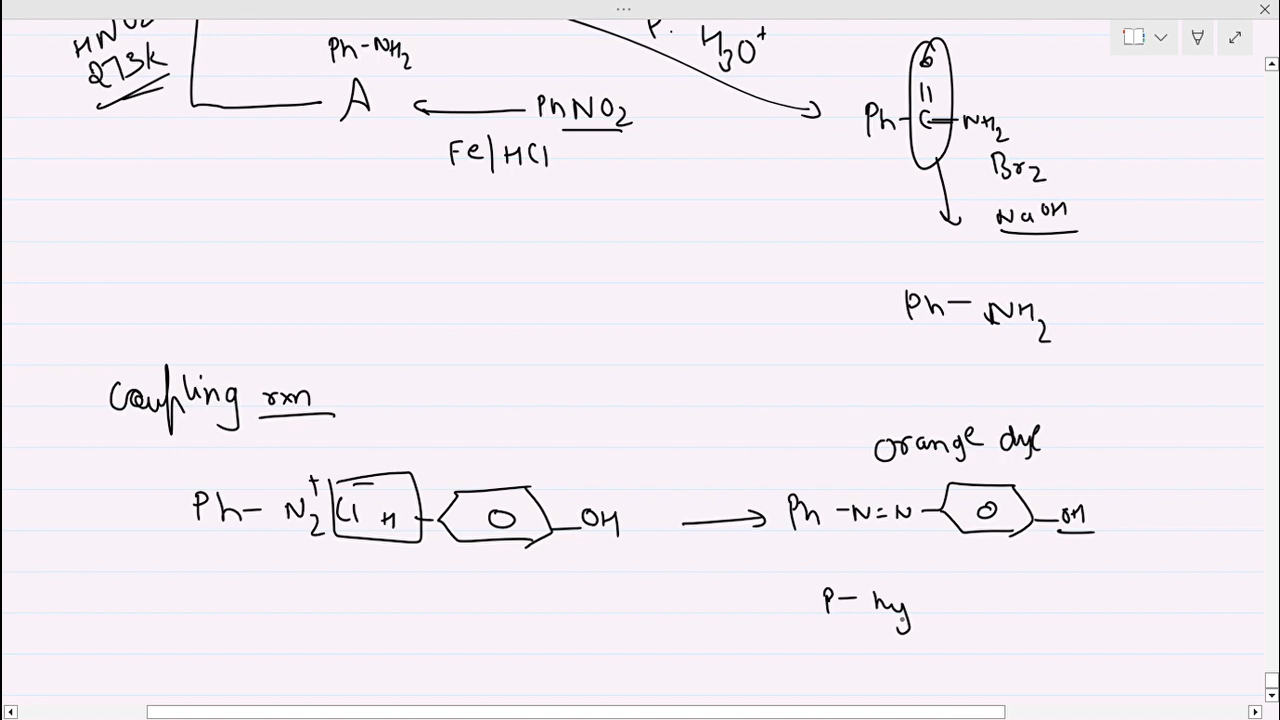 HNO2
273K
Ph-NH2
A
Fe/HCl
PhNO2
P. H3O+
O
||
Ph-C-NH2
Br2
NaOH
Ph-NH2
Coupling rxn
Orange dye
Ph-N2+ Cl- H OH
Ph-N=N OH
P- hy